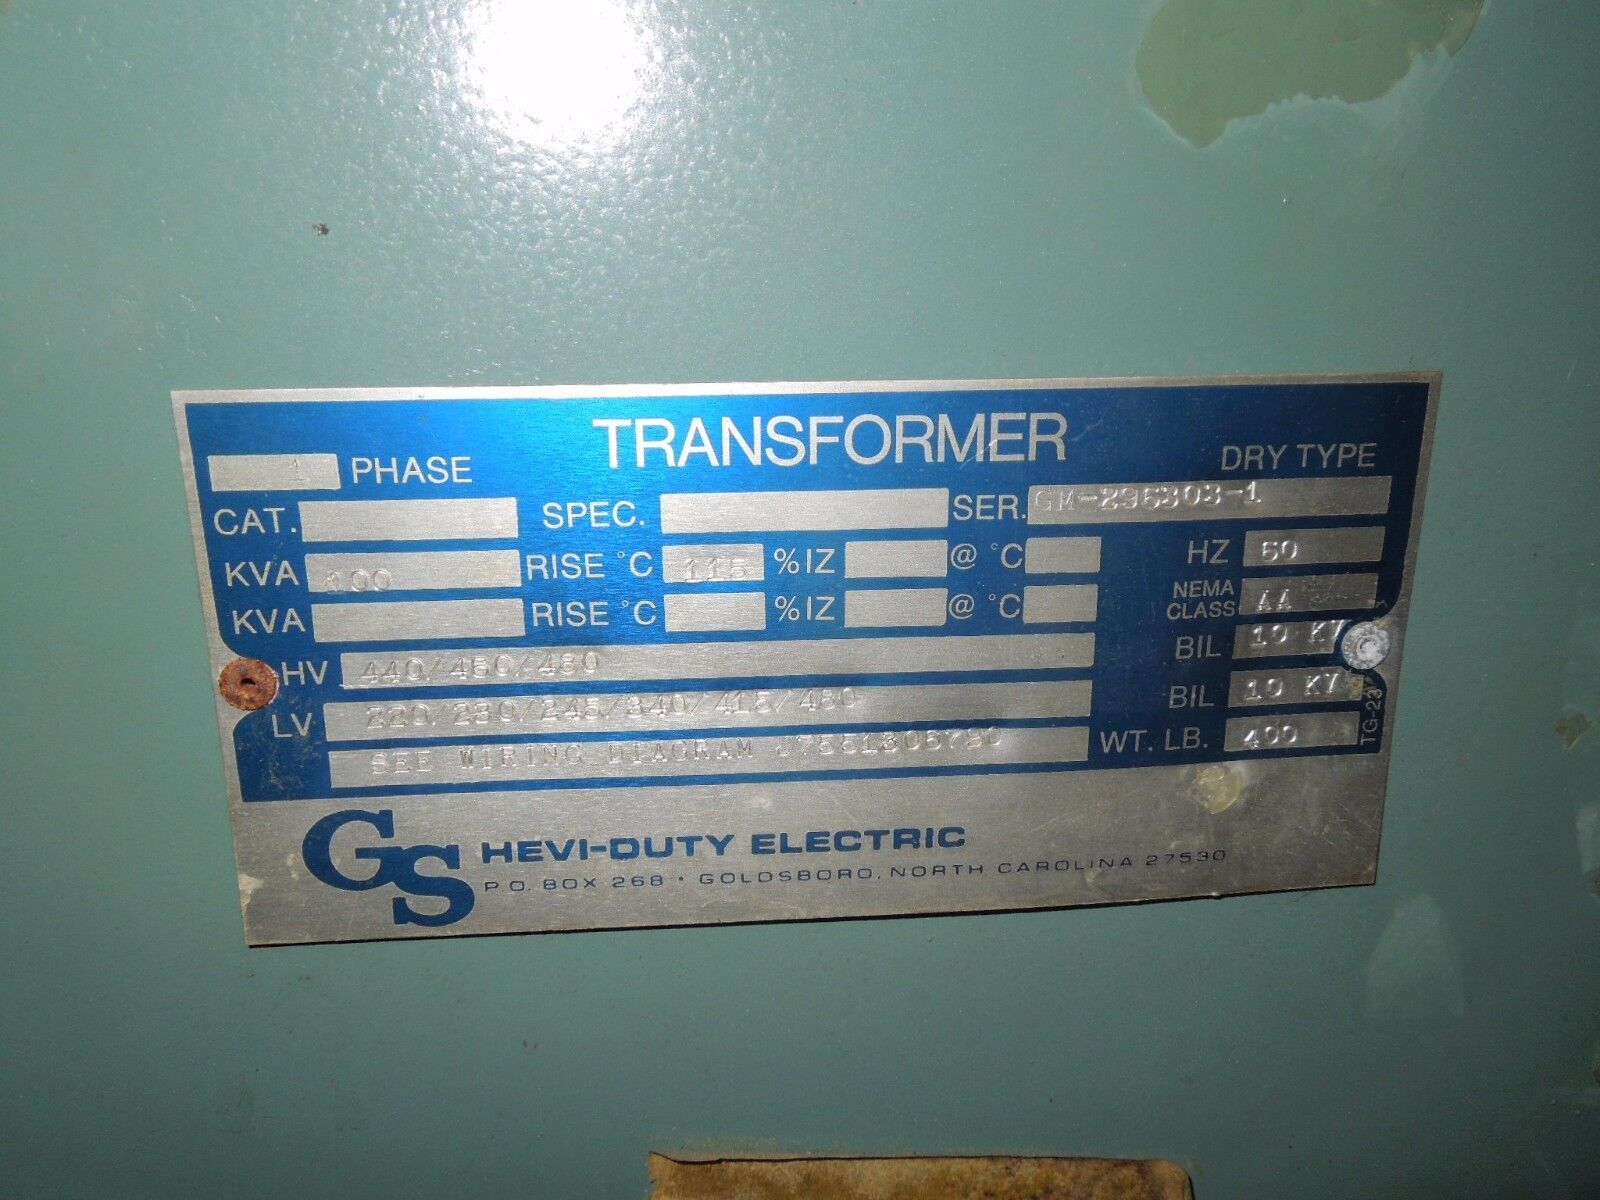 TRANSFORMER
1 PHASE
DRY TYPE
CAT. SPEC. SER. GM-296303-1
KVA 100 RISE °C 115 %IZ @ °C HZ 60
KVA RISE °C %IZ @ °C NEMA CLASS AA
HV 440/460/480 BIL 10 KV
LV 220/230/245/340/415/480 BIL 10 KV
SEE WIRING DIAGRAM WT. LB. 400
TG-23
GS HEVI-DUTY ELECTRIC
P.O. BOX 268 • GOLDSBORO, NORTH CAROLINA 27530